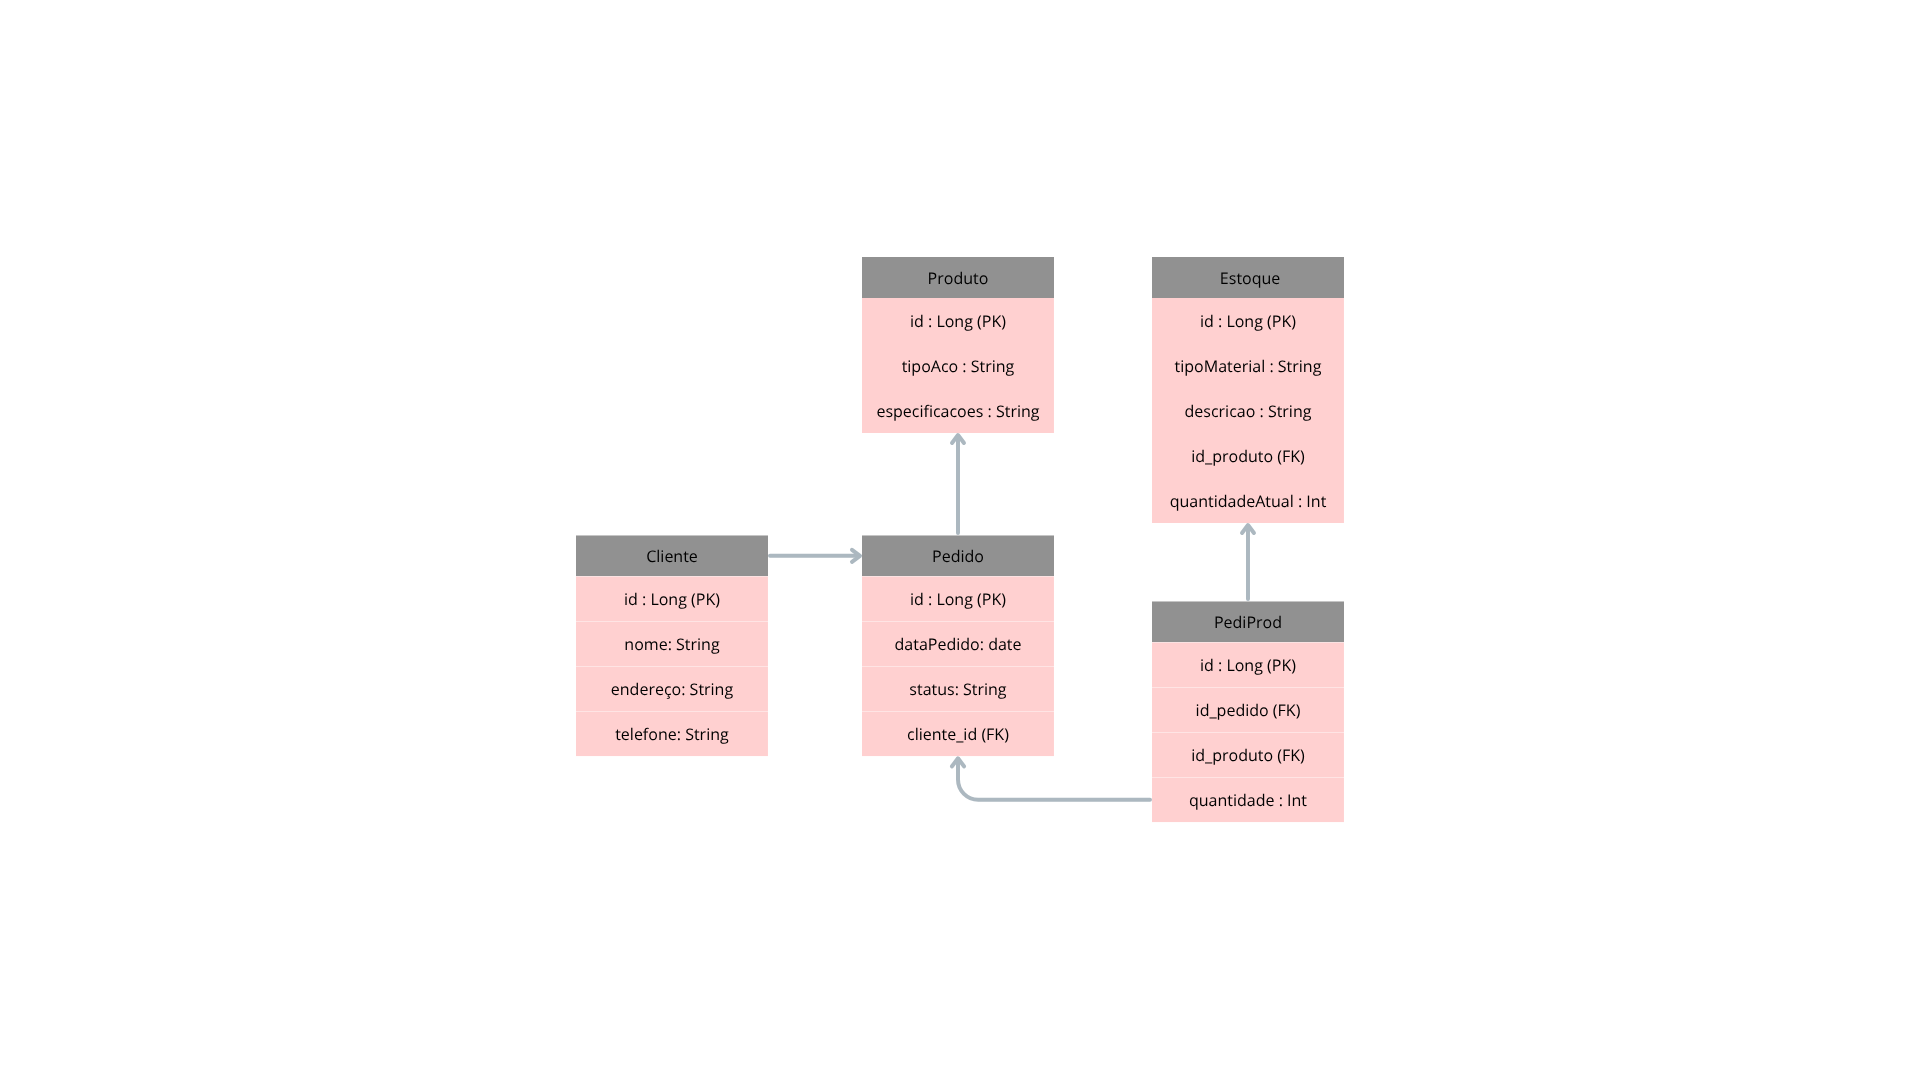 Produto
id : Long (PK)
tipoAco : String
especificacoes : String
Estoque
id : Long (PK)
tipoMaterial : String
descricao : String
id_produto (FK)
quantidadeAtual : Int
Cliente
id : Long (PK)
nome: String
endereço: String
telefone: String
Pedido
id : Long (PK)
dataPedido: date
status: String
cliente_id (FK)
PediProd
id : Long (PK)
id_pedido (FK)
id_produto (FK)
quantidade : Int